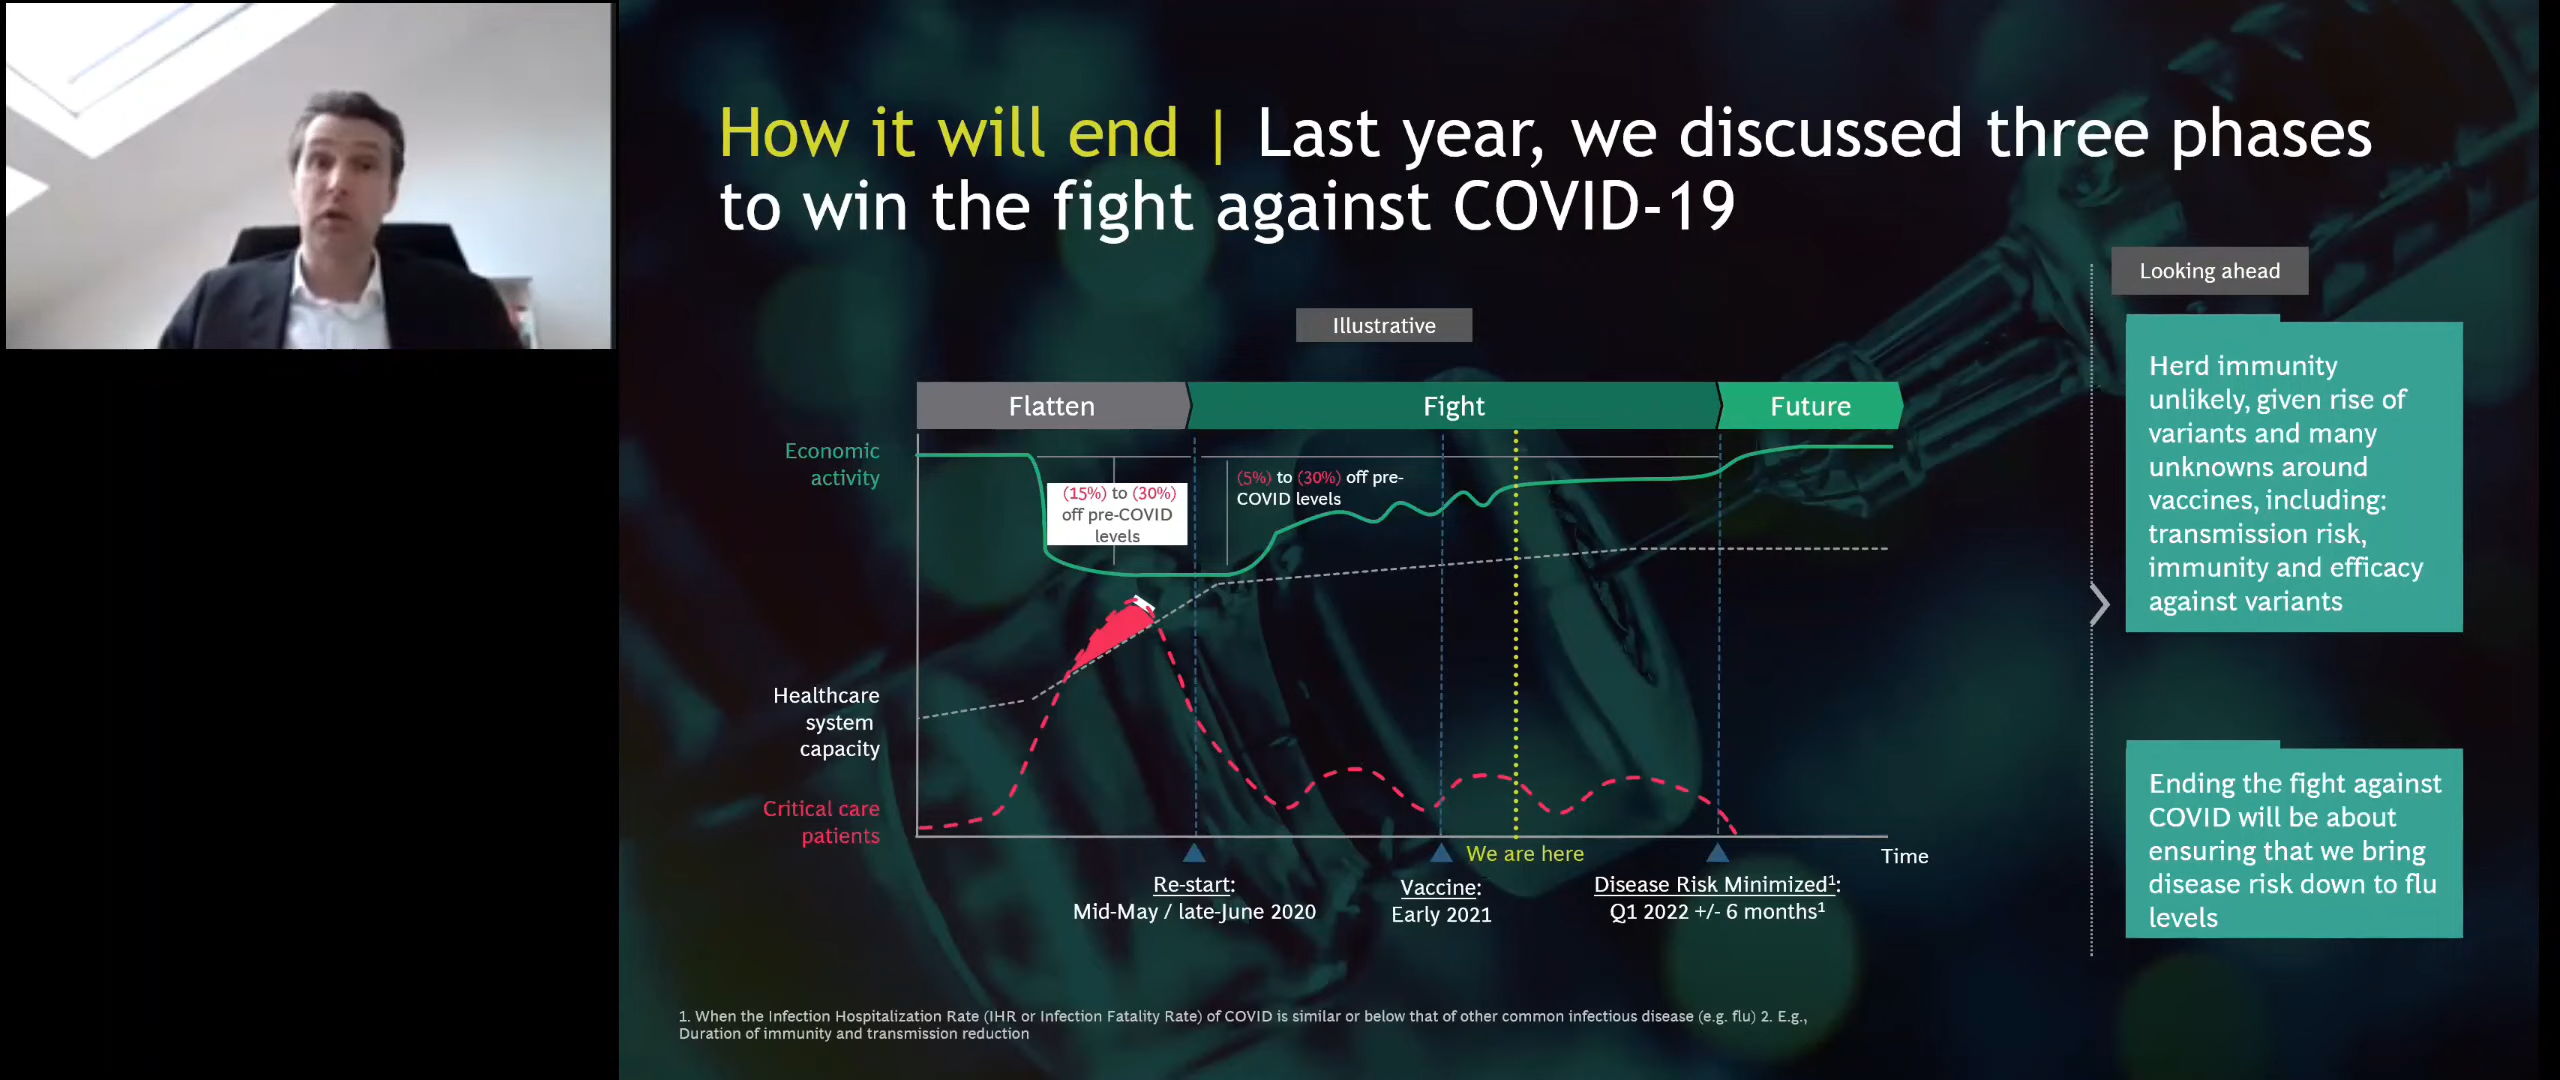 How it will end | Last year, we discussed three phases
to win the fight against COVID-19
Looking ahead
Illustrative
Flatten
Fight
Future
Economic
activity
(15%) to (30%)
off pre-COVID
levels
(5%) to (30%) off pre-
COVID levels
Healthcare
system
capacity
Critical care
patients
We are here
Time
Re-start:
Mid-May / late-June 2020
Vaccine:
Early 2021
Disease Risk Minimized¹:
Q1 2022 +/- 6 months¹
Herd immunity
unlikely, given rise of
variants and many
unknowns around
vaccines, including:
transmission risk,
immunity and efficacy
against variants
Ending the fight against
COVID will be about
ensuring that we bring
disease risk down to flu
levels
1. When the Infection Hospitalization Rate (IHR or Infection Fatality Rate) of COVID is similar or below that of other common infectious disease (e.g. flu) 2. E.g.,
Duration of immunity and transmission reduction